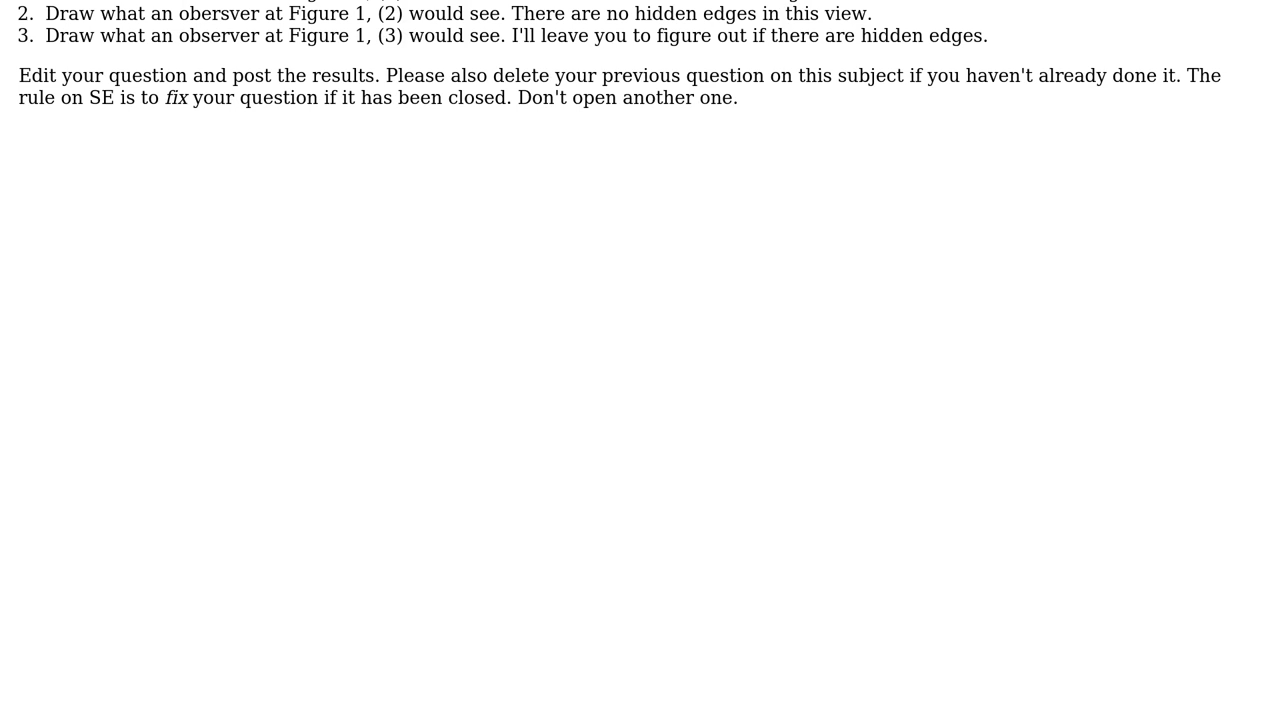 2. Draw what an obersver at Figure 1, (2) would see. There are no hidden edges in this view.
3. Draw what an observer at Figure 1, (3) would see. I'll leave you to figure out if there are hidden edges.
Edit your question and post the results. Please also delete your previous question on this subject if you haven't already done it. The
rule on SE is to fix your question if it has been closed. Don't open another one.